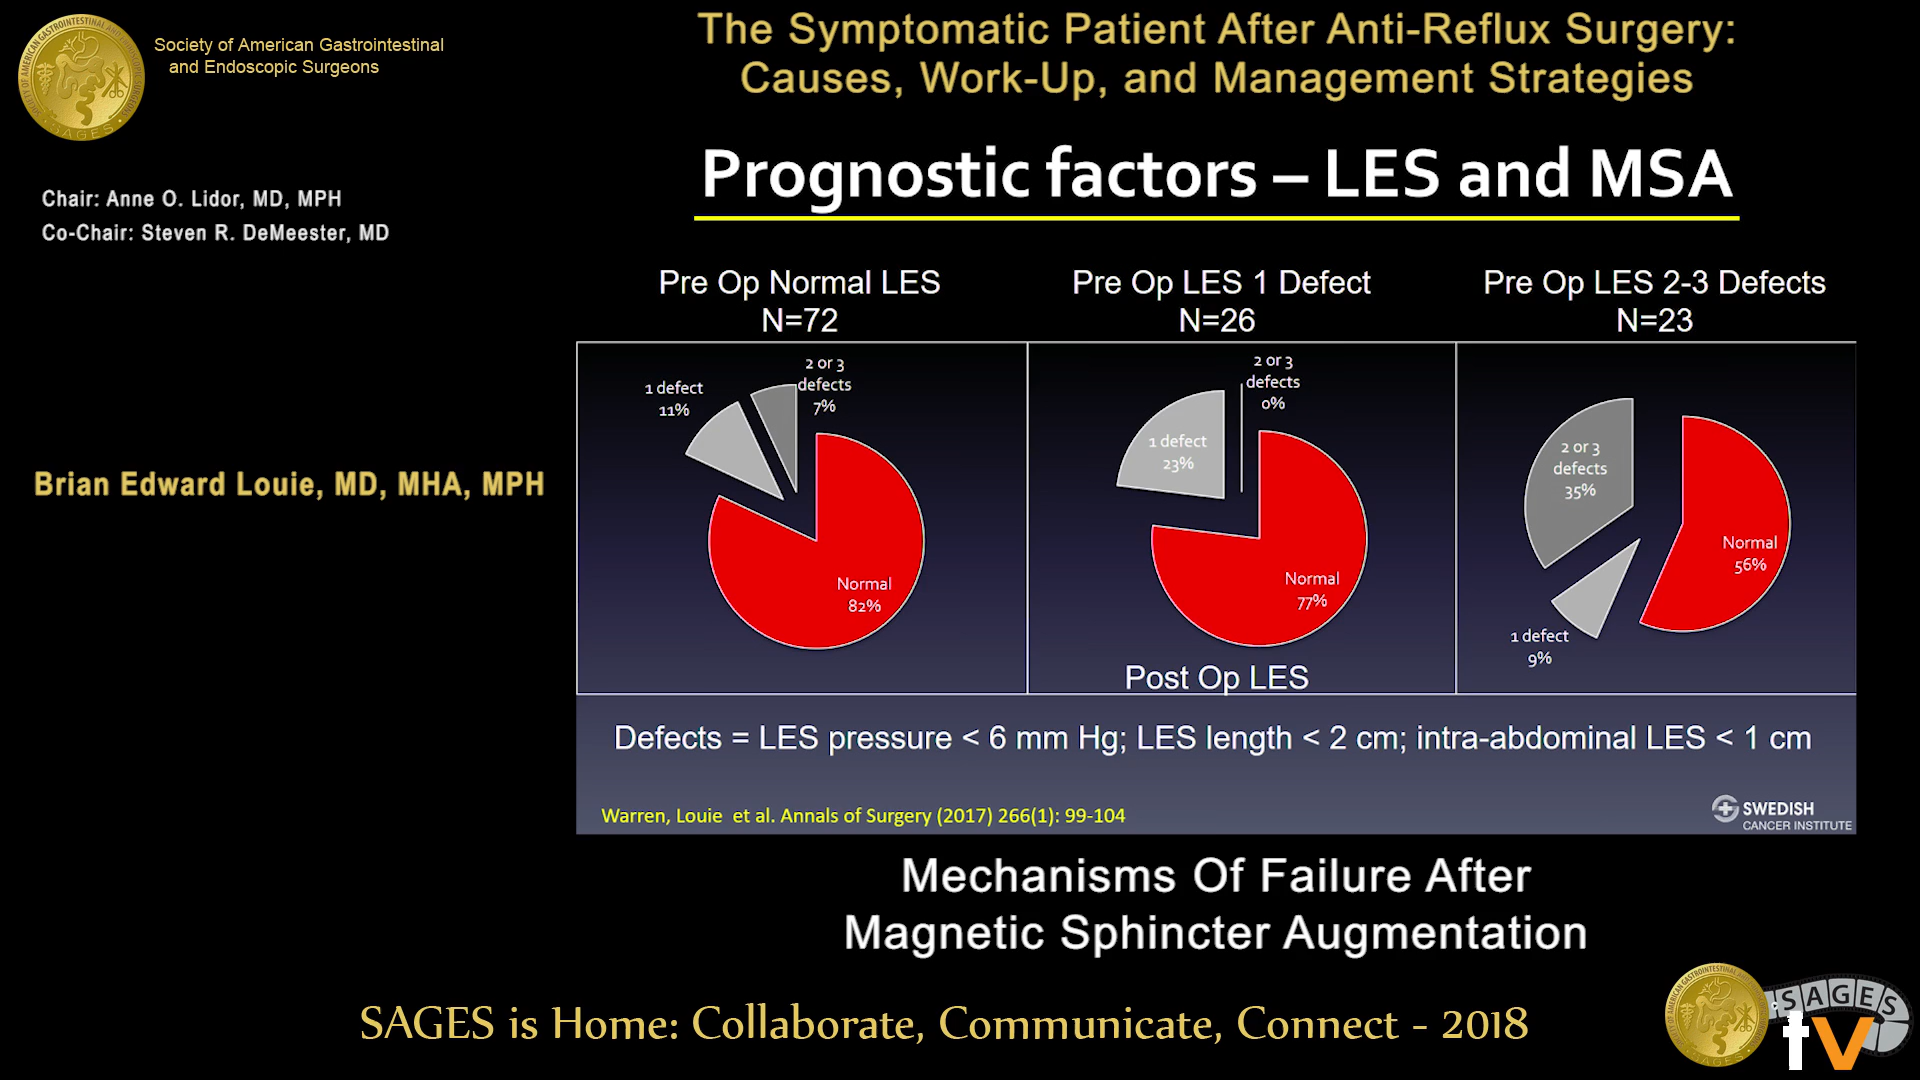 Society of American Gastrointestinal
and Endoscopic Surgeons
The Symptomatic Patient After Anti-Reflux Surgery:
Causes, Work-Up, and Management Strategies
Chair: Anne O. Lidor, MD, MPH
Co-Chair: Steven R. DeMeester, MD
Brian Edward Louie, MD, MHA, MPH
Prognostic factors – LES and MSA
Pre Op Normal LES
N=72
Pre Op LES 1 Defect
N=26
Pre Op LES 2-3 Defects
N=23
1 defect
11%
2 or 3
defects
7%
Normal
82%
1 defect
23%
2 or 3
defects
0%
Normal
77%
2 or 3
defects
35%
Normal
56%
1 defect
9%
Post Op LES
Defects = LES pressure < 6 mm Hg; LES length < 2 cm; intra-abdominal LES < 1 cm
Warren, Louie et al. Annals of Surgery (2017) 266(1): 99-104
SWEDISH
CANCER INSTITUTE
Mechanisms Of Failure After
Magnetic Sphincter Augmentation
SAGES is Home: Collaborate, Communicate, Connect - 2018
SAGES
tv